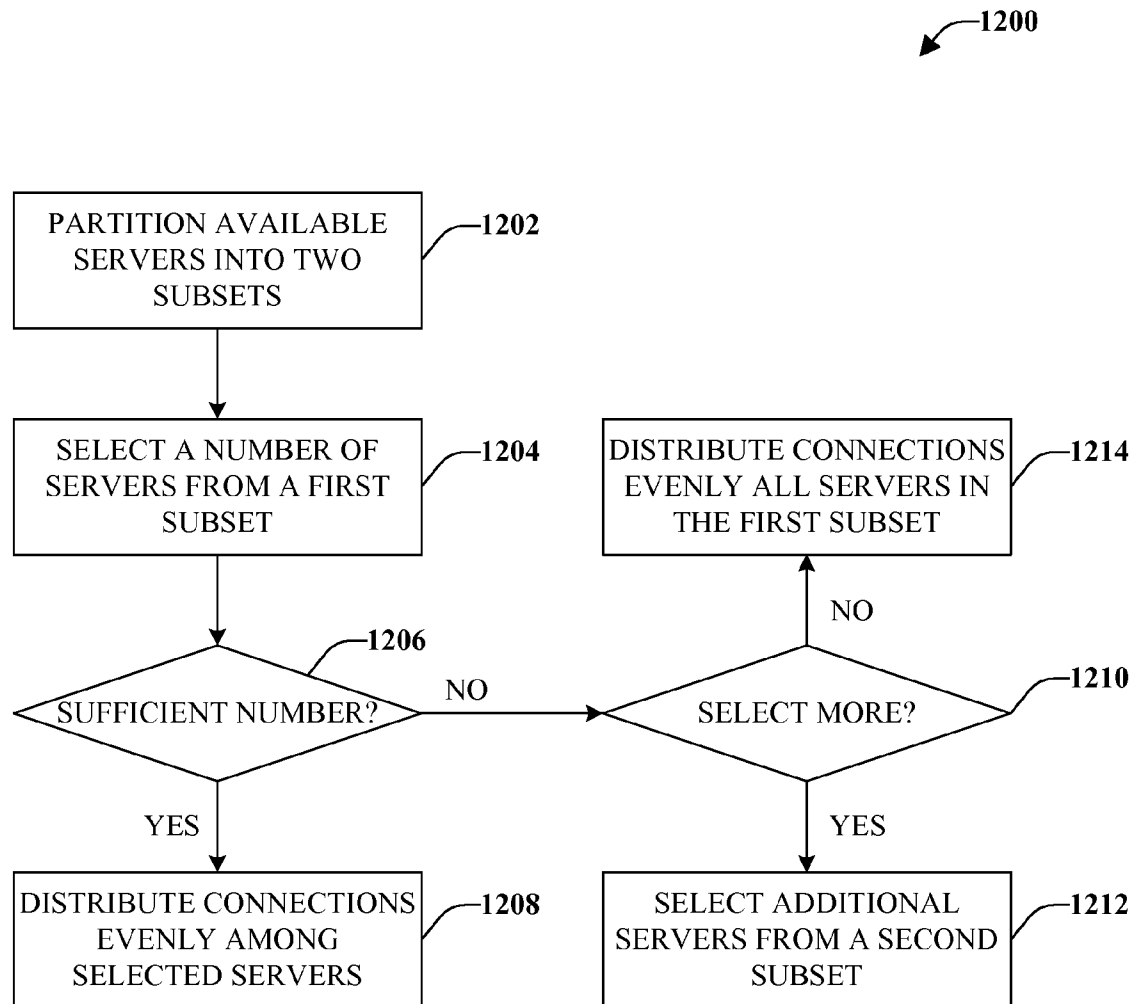 1200
PARTITION AVAILABLE
SERVERS INTO TWO
SUBSETS
1202
SELECT A NUMBER OF
SERVERS FROM A FIRST
SUBSET
1204
DISTRIBUTE CONNECTIONS
EVENLY ALL SERVERS IN
THE FIRST SUBSET
1214
SUFFICIENT NUMBER?
1206
NO
SELECT MORE?
1210
NO
YES
YES
DISTRIBUTE CONNECTIONS
EVENLY AMONG
SELECTED SERVERS
1208
SELECT ADDITIONAL
SERVERS FROM A SECOND
SUBSET
1212